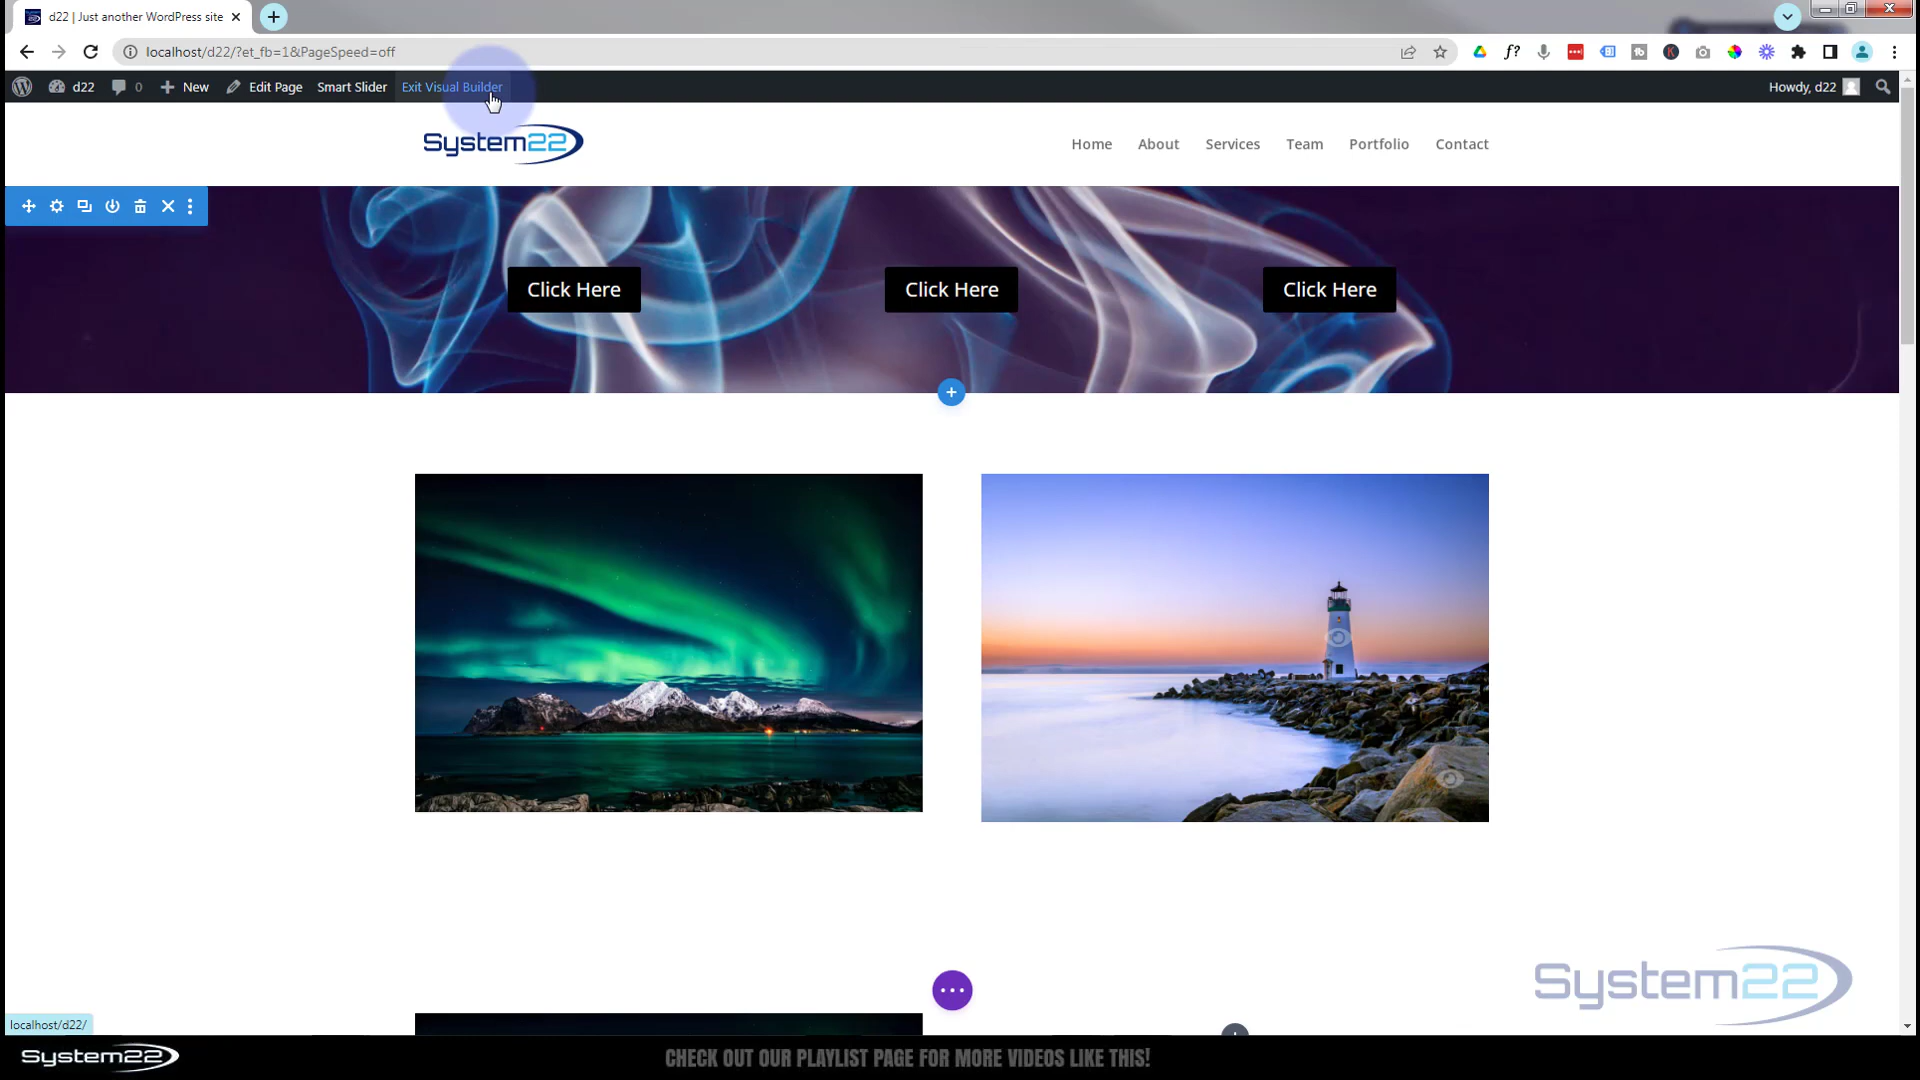 d22 | Just another WordPress site
localhost/d22/?et_fb=1&PageSpeed=off
d22 0 New Edit Page Smart Slider Exit Visual Builder Howdy, d22
System22
Home About Services Team Portfolio Contact
Click Here Click Here Click Here
System22
localhost/d22/
System22
CHECK OUT OUR PLAYLIST PAGE FOR MORE VIDEOS LIKE THIS!